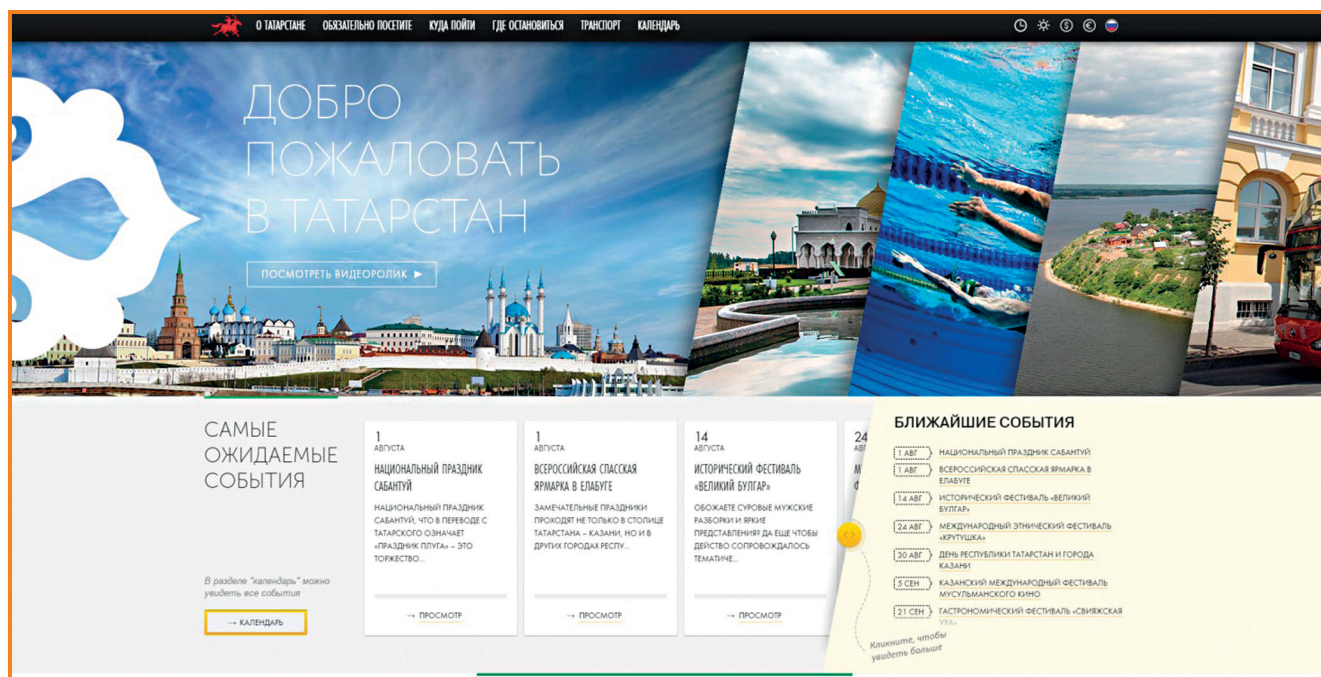 О ТАТАРСТАНЕ ОБЯЗАТЕЛЬНО ПОСЕТИТЕ КУДА ПОЙТИ ГДЕ ОСТАНОВИТЬСЯ ТРАНСПОРТ КАЛЕНДАРЬ
ДОБРО
ПОЖАЛОВАТЬ
В ТАТАРСТАН
ПОСМОТРЕТЬ ВИДЕОРОЛИК ►
САМЫЕ
ОЖИДАЕМЫЕ
СОБЫТИЯ
В разделе "календарь" можно
увидеть все события
→ КАЛЕНДАРЬ
1
АВГУСТА
НАЦИОНАЛЬНЫЙ ПРАЗДНИК
САБАНТУЙ
НАЦИОНАЛЬНЫЙ ПРАЗДНИК
САБАНТУЙ, ЧТО В ПЕРЕВОДЕ С
ТАТАРСКОГО ОЗНАЧАЕТ
«ПРАЗДНИК ПЛУГА» – ЭТО
ТОРЖЕСТВО...
→ ПРОСМОТР
1
АВГУСТА
ВСЕРОССИЙСКАЯ СПАССКАЯ
ЯРМАРКА В ЕЛАБУГЕ
ЗАМЕЧАТЕЛЬНЫЕ ПРАЗДНИКИ
ПРОХОДЯТ НЕ ТОЛЬКО В СТОЛИЦЕ
ТАТАРСТАНА – КАЗАНИ, НО И В
ДРУГИХ ГОРОДАХ РЕСПУ...
→ ПРОСМОТР
14
АВГУСТА
ИСТОРИЧЕСКИЙ ФЕСТИВАЛЬ
«ВЕЛИКИЙ БУЛГАР»
ОБОЖАЕТЕ СУРОВЫЕ МУЖСКИЕ
РАЗБОРКИ И ЯРКИЕ
ПРЕДСТАВЛЕНИЯ? ДА ЕЩЕ ЧТОБЫ
ДЕЙСТВО СОПРОВОЖДАЛОСЬ
ТЕМАТИЧЕ...
→ ПРОСМОТР
24
БЛИЖАЙШИЕ СОБЫТИЯ
1 АВГ НАЦИОНАЛЬНЫЙ ПРАЗДНИК САБАНТУЙ
1 АВГ ВСЕРОССИЙСКАЯ СПАССКАЯ ЯРМАРКА В
ЕЛАБУГЕ
14 АВГ ИСТОРИЧЕСКИЙ ФЕСТИВАЛЬ «ВЕЛИКИЙ
БУЛГАР»
24 АВГ МЕЖДУНАРОДНЫЙ ЭТНИЧЕСКИЙ ФЕСТИВАЛЬ
«КРУТУШКА»
30 АВГ ДЕНЬ РЕСПУБЛИКИ ТАТАРСТАН И ГОРОДА
КАЗАНИ
5 СЕН КАЗАНСКИЙ МЕЖДУНАРОДНЫЙ ФЕСТИВАЛЬ
МУСУЛЬМАНСКОГО КИНО
21 СЕН ГАСТРОНОМИЧЕСКИЙ ФЕСТИВАЛЬ «СВИЯЖСКАЯ
УХА»
Кликните, чтобы
увидеть больше